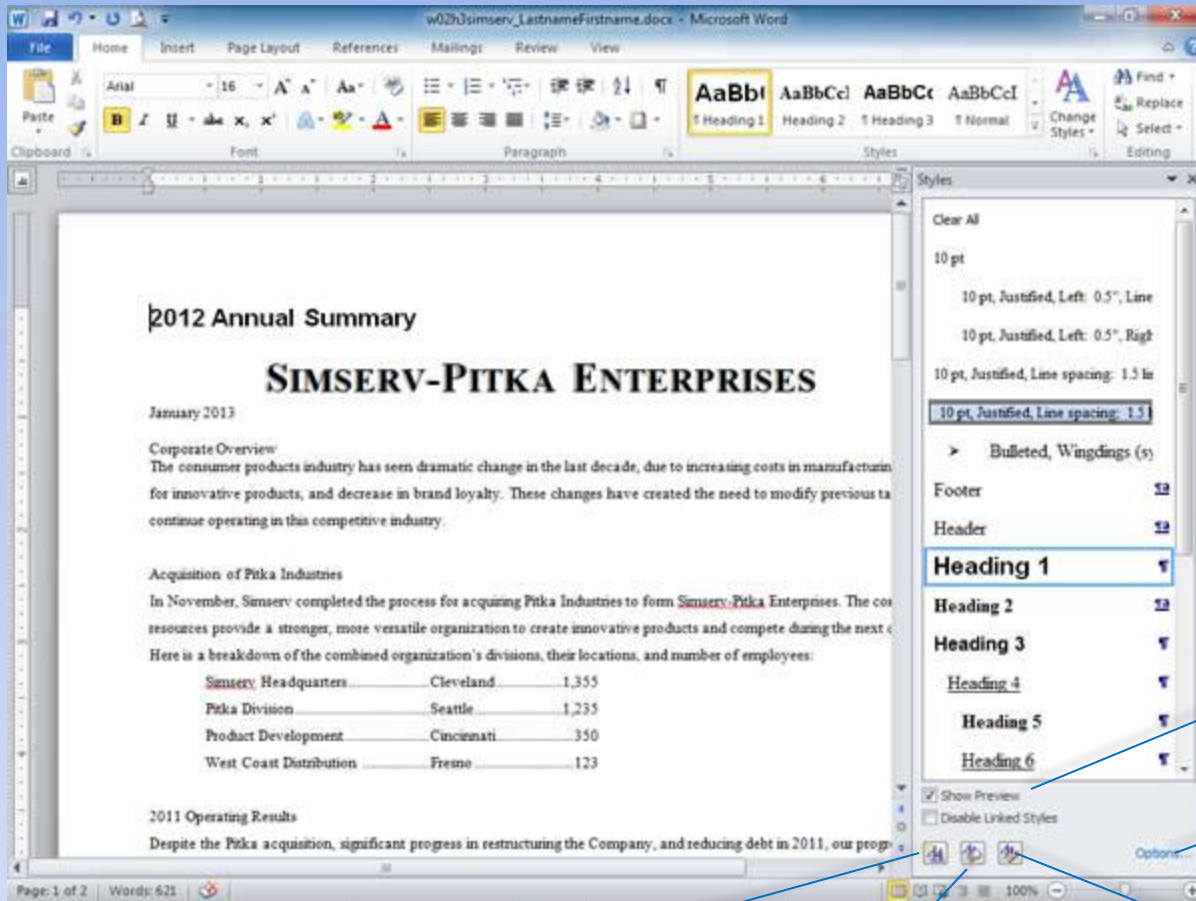 w02h3simserv_LastnameFirstname.docx - Microsoft Word
File Home Insert Page Layout References Mailings Review View
Paste
Arial 16
Clipboard Font Paragraph Styles Editing
AaBb AaBbCcl AaBbCc AaBbCcI
¶ Heading 1 Heading 2 ¶ Heading 3 ¶ Normal
Change Styles
Find
Replace
Select
2012 Annual Summary
SIMSERV-PITKA ENTERPRISES
January 2013
Corporate Overview
The consumer products industry has seen dramatic change in the last decade, due to increasing costs in manufacturin
for innovative products, and decrease in brand loyalty. These changes have created the need to modify previous ta
continue operating in this competitive industry.
Acquisition of Pitka Industries
In November, Simserv completed the process for acquiring Pitka Industries to form Simserv-Pitka Enterprises. The
resources provide a stronger, more versatile organization to create innovative products and compete during the next
Here is a breakdown of the combined organization's divisions, their locations, and number of employees:
Simserv Headquarters Cleveland 1,355
Pitka Division Seattle 1,235
Product Development Cincinnati 350
West Coast Distribution Fresno 123
2011 Operating Results
Despite the Pitka acquisition, significant progress in restructuring the Company, and reducing debt in 2011, our
Page: 1 of 2 Words: 621
100%
Styles
Clear All
10 pt
10 pt, Justified, Left: 0.5", Line
10 pt, Justified, Left: 0.5", Righ
10 pt, Justified, Line spacing: 1.5
10 pt, Justified, Line spacing: 1.5
Bulleted, Wingdings (sy
Footer
Header
Heading 1
Heading 2
Heading 3
Heading 4
Heading 5
Heading 6
Show Preview
Disable Linked Styles
Options...